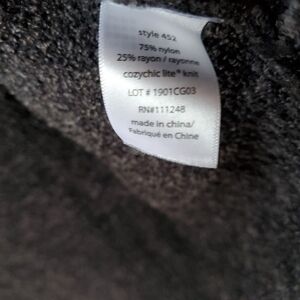 style 452
75% nylon
25% rayon / rayonne
cozychic lite® knit
LOT # 1901CG03
RN#111248
made in china/
Fabriqué en Chine